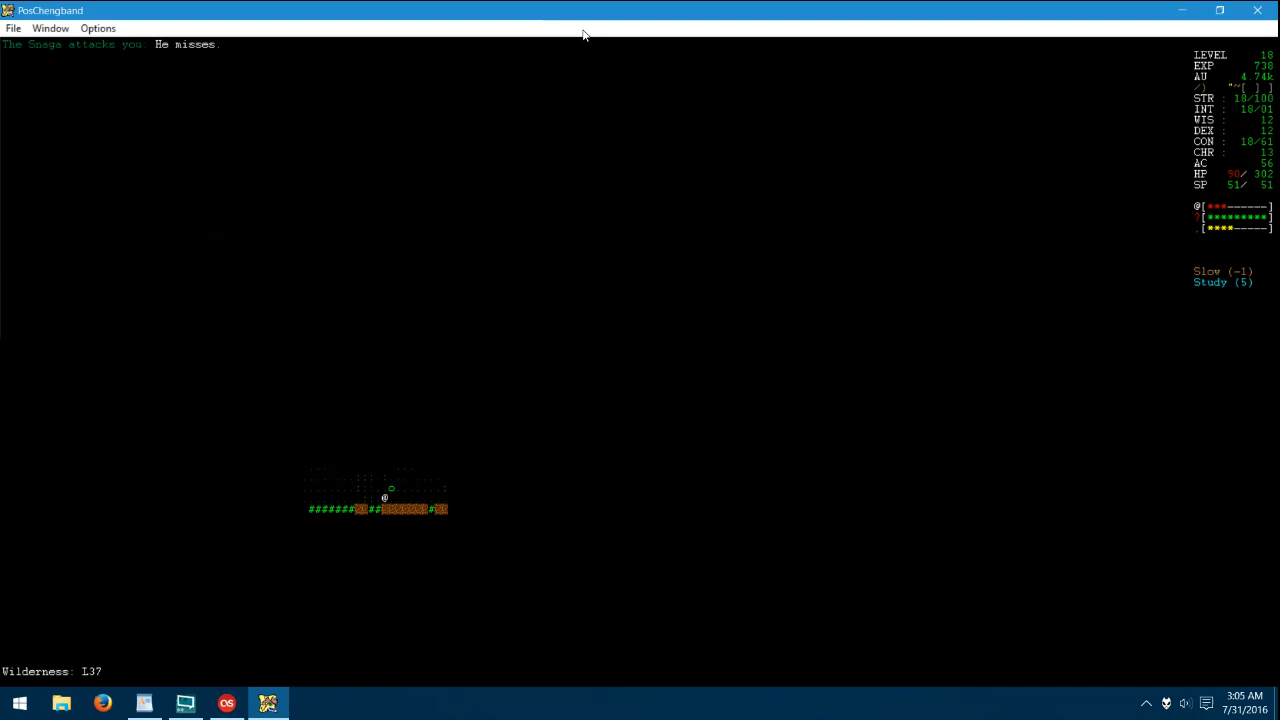 PosChengband
File Window Options
The Snaga attacks you: He misses.
LEVEL 18
EXP 738
AU 4.74k
/) "~[ ] ]
STR : 18/100
INT : 18/01
WIS : 12
DEX : 12
CON : 18/61
CHR : 13
AC 56
HP 90/ 302
SP 51/ 51
@[***------]
?[*********]
.[****-----]
Slow (-1)
Study (5)
Wilderness: L37
3:05 AM
7/31/2016